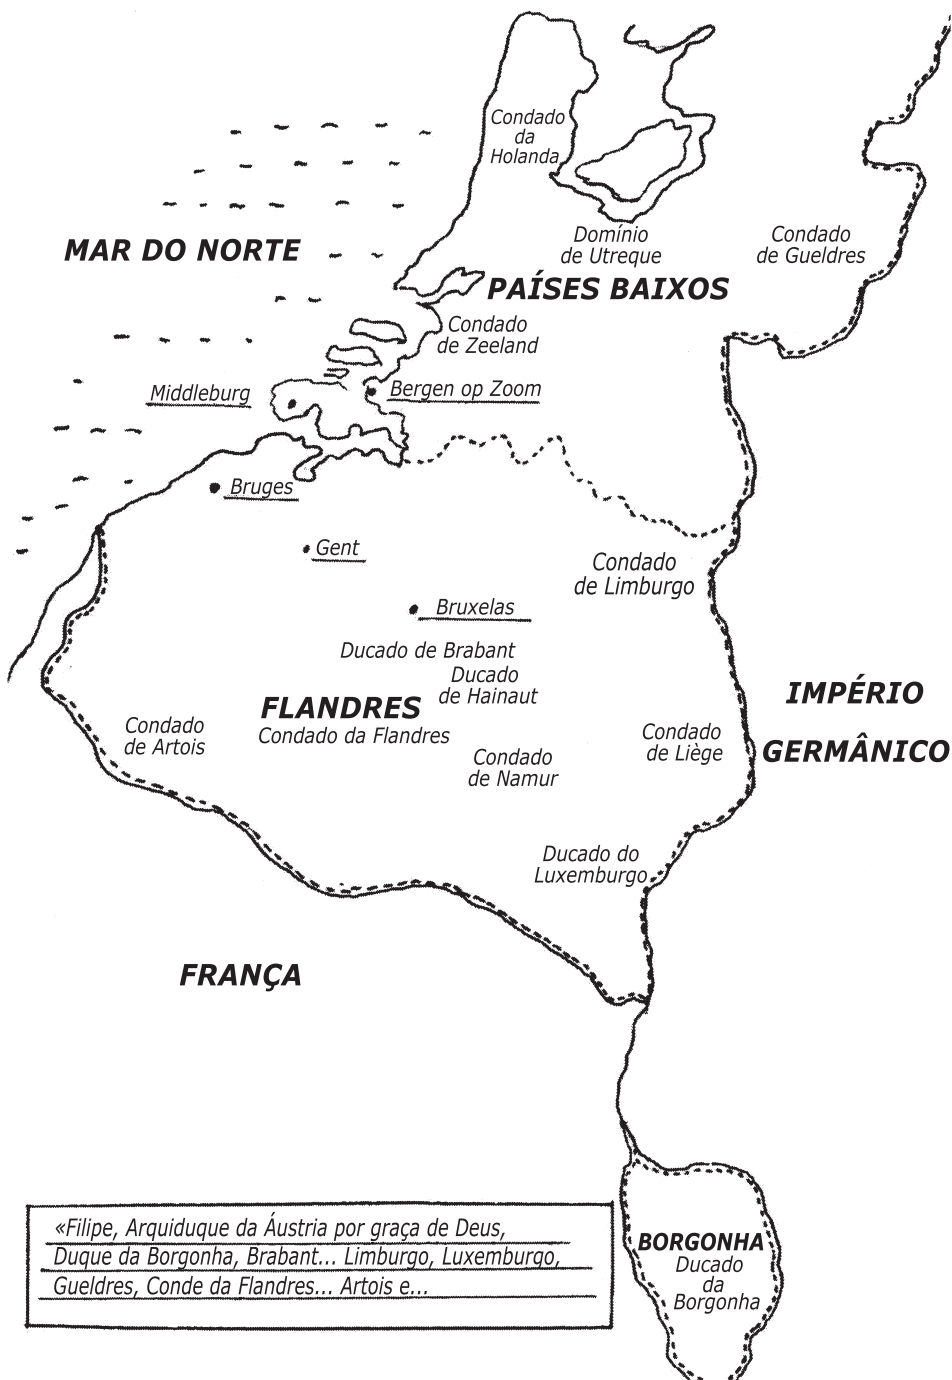 Condado
da
Holanda
MAR DO NORTE
Domínio
de Utreque
Condado
de Gueldres
PAÍSES BAIXOS
Condado
de Zeeland
Middleburg
Bergen op Zoom
Bruges
Gent
Condado
de Limburgo
Bruxelas
Ducado de Brabant
Ducado
de Hainaut
IMPÉRIO
GERMÂNICO
FLANDRES
Condado da Flandres
Condado
de Artois
Condado
de Liège
Condado
de Namur
Ducado do
Luxemburgo
FRANÇA
«Filipe, Arquiduque da Áustria por graça de Deus,
Duque da Borgonha, Brabant... Limburgo, Luxemburgo,
Gueldres, Conde da Flandres... Artois e...
BORGONHA
Ducado
da
Borgonha